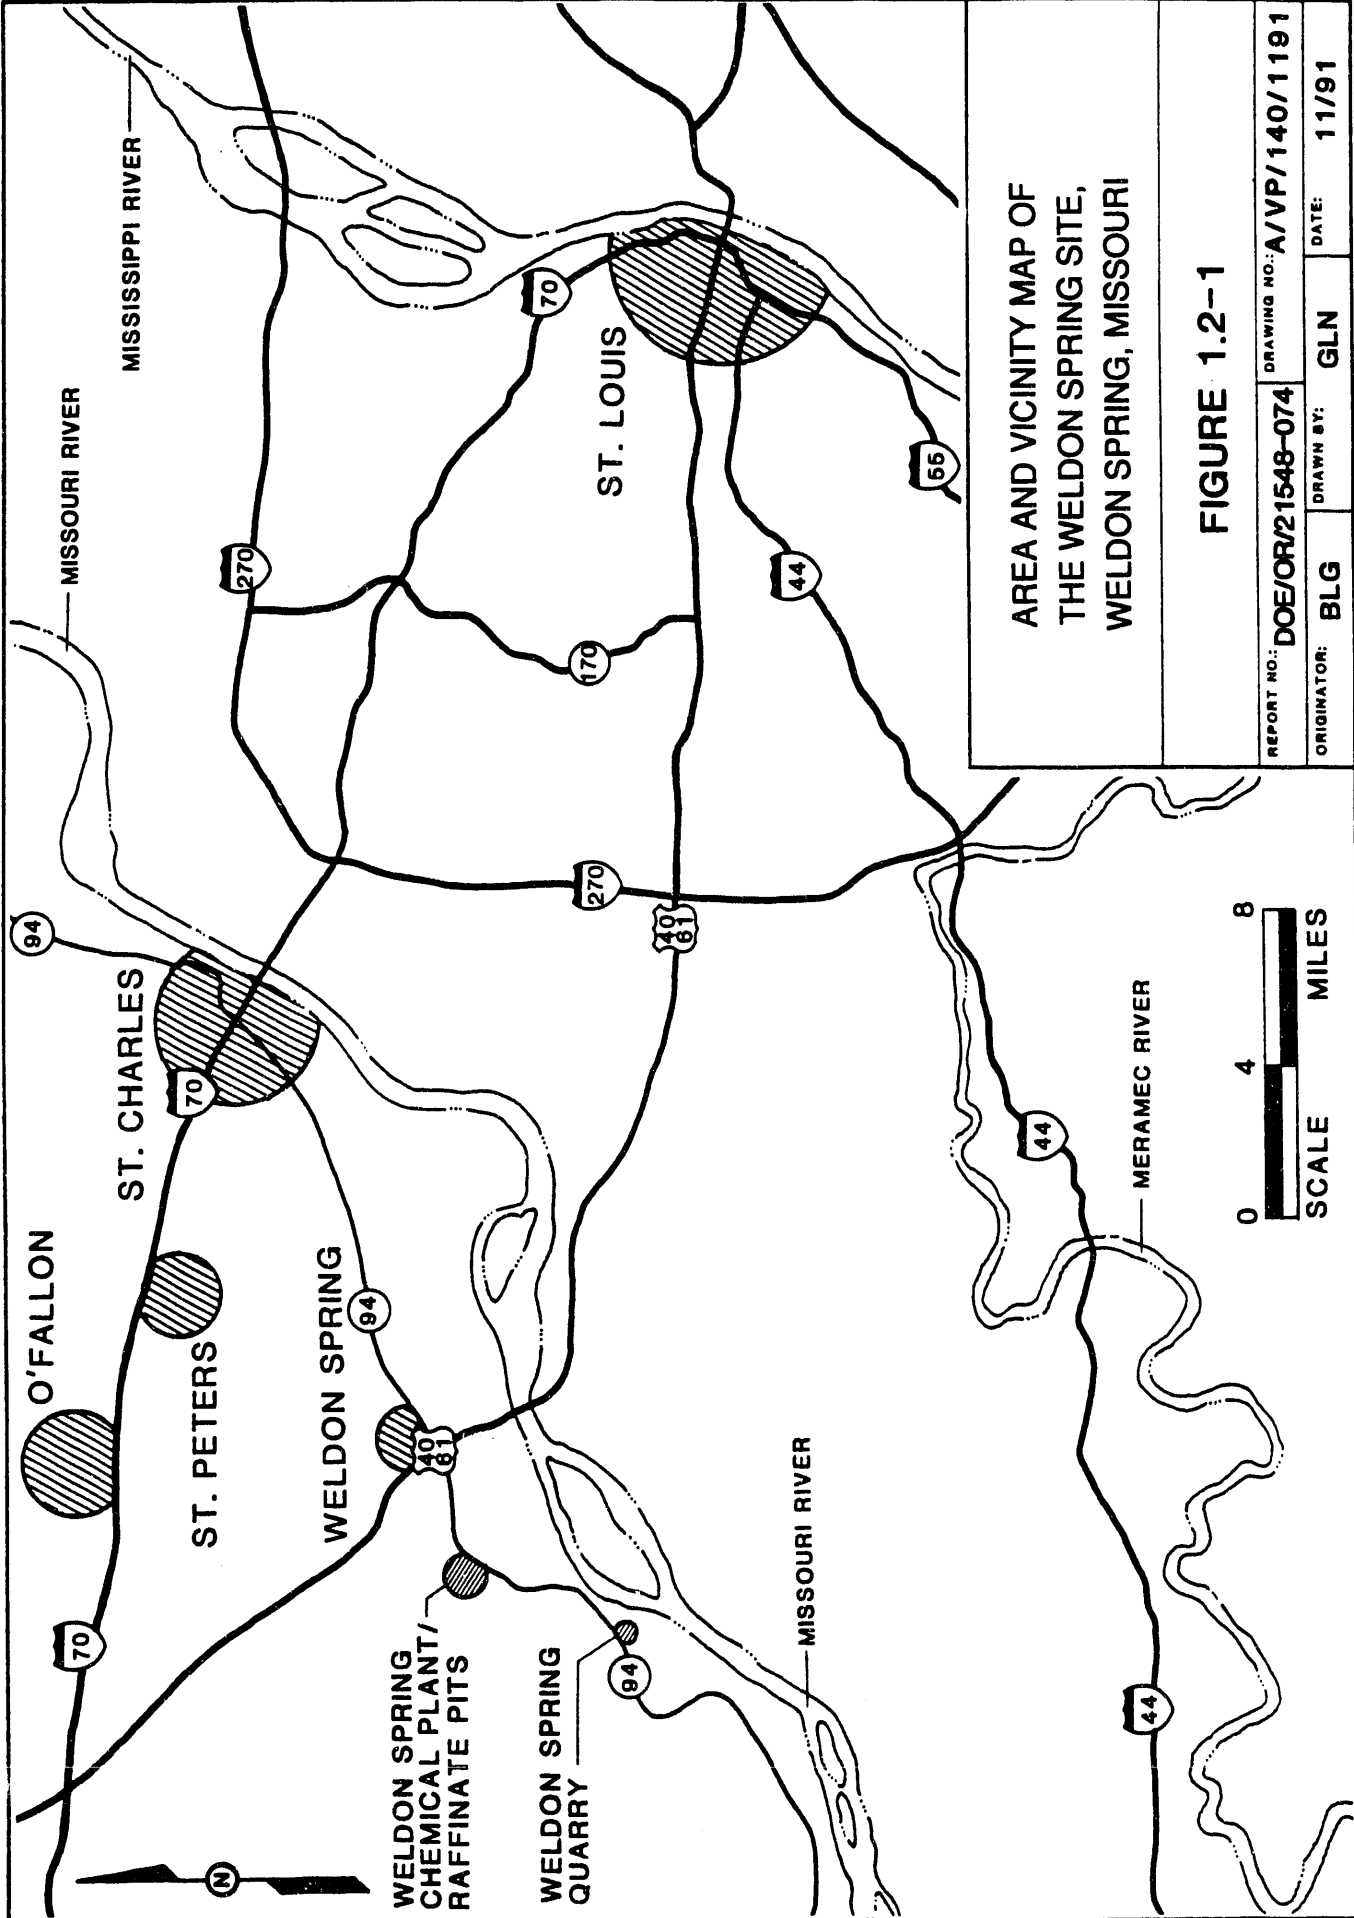 O'FALLON
ST. PETERS
ST. CHARLES
WELDON SPRING
WELDON SPRING
CHEMICAL PLANT/
RAFFINATE PITS
WELDON SPRING
QUARRY
ST. LOUIS
MISSISSIPPI RIVER
MISSOURI RIVER
MISSOURI RIVER
MERAMEC RIVER
70
70
70
94
94
94
40
61
40
61
270
270
170
44
44
44
55
N
0 4 8
SCALE MILES
AREA AND VICINITY MAP OF
THE WELDON SPRING SITE,
WELDON SPRING, MISSOURI
FIGURE 1.2-1
REPORT NO.: DOE/OR/21548-074 DRAWING NO.: A/VP/140/1191
ORIGINATOR: BLG DRAWN BY: GLN DATE: 11/91